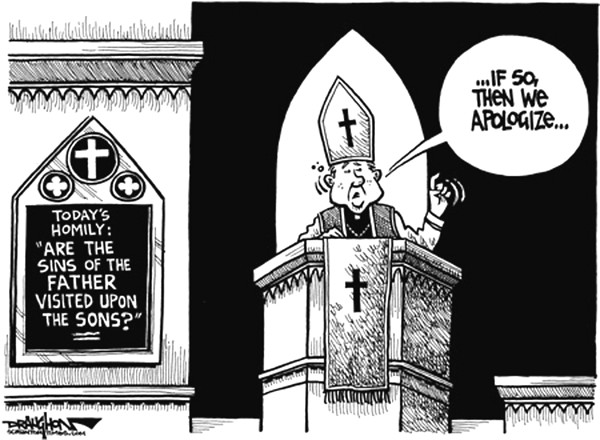 TODAY'S
HOMILY:
"ARE THE
SINS OF THE
FATHER
VISITED UPON
THE SONS?"
...IF SO,
THEN WE
APOLOGIZE...
DRAUGHON